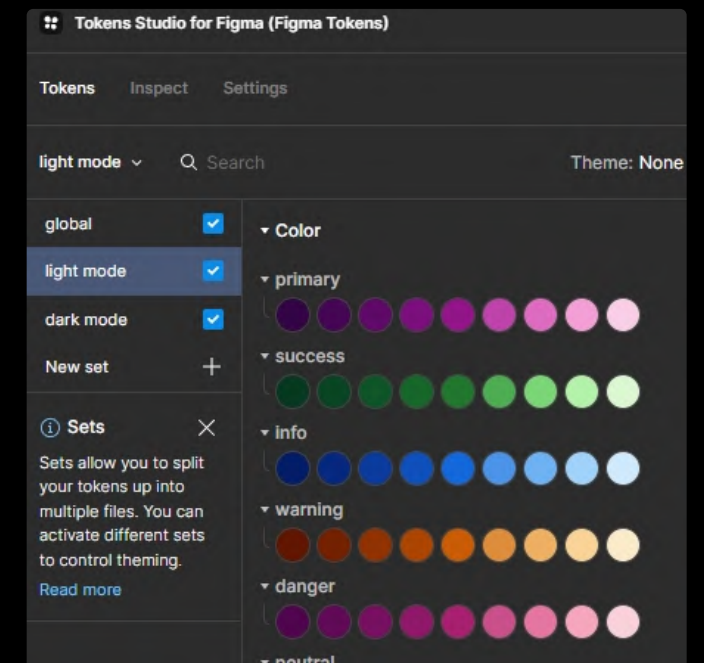 Tokens Studio for Figma (Figma Tokens)
Tokens Inspect Settings
light mode Search Theme: None
global
light mode
dark mode
New set
Sets
Sets allow you to split
your tokens up into
multiple files. You can
activate different sets
to control theming.
Read more
Color
primary
success
info
warning
danger
neutral